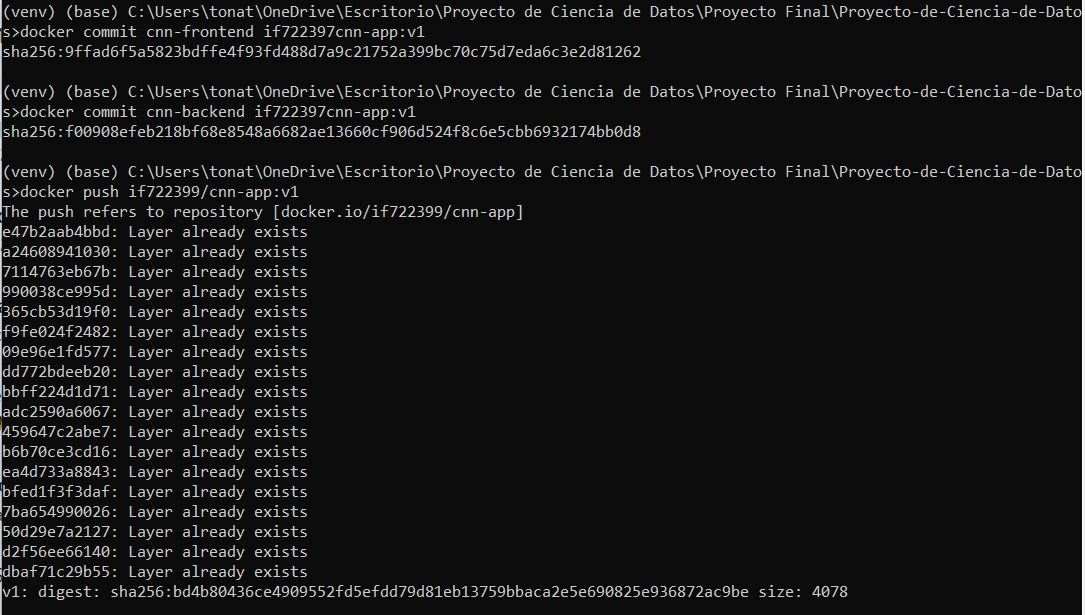 (venv) (base) C:\Users\tonat\OneDrive\Escritorio\Proyecto de Ciencia de Datos\Proyecto Final\Proyecto-de-Ciencia-de-Dato
s>docker commit cnn-frontend if722397cnn-app:v1
sha256:9ffad6f5a5823bdffe4f93fd488d7a9c21752a399bc70c75d7eda6c3e2d81262
(venv) (base) C:\Users\tonat\OneDrive\Escritorio\Proyecto de Ciencia de Datos\Proyecto Final\Proyecto-de-Ciencia-de-Dato
s>docker commit cnn-backend if722397cnn-app:v1
sha256:f00908efeb218bf68e8548a6682ae13660cf906d524f8c6e5cbb6932174bb0d8
(venv) (base) C:\Users\tonat\OneDrive\Escritorio\Proyecto de Ciencia de Datos\Proyecto Final\Proyecto-de-Ciencia-de-Dato
s>docker push if722399/cnn-app:v1
The push refers to repository [docker.io/if722399/cnn-app]
e47b2aab4bbd: Layer already exists
a24608941030: Layer already exists
7114763eb67b: Layer already exists
990038ce995d: Layer already exists
365cb53d19f0: Layer already exists
f9fe024f2482: Layer already exists
09e96e1fd577: Layer already exists
dd772bdeeb20: Layer already exists
bbff224d1d71: Layer already exists
adc2590a6067: Layer already exists
459647c2abe7: Layer already exists
b6b70ce3cd16: Layer already exists
ea4d733a8843: Layer already exists
bfed1f3f3daf: Layer already exists
7ba654990026: Layer already exists
50d29e7a2127: Layer already exists
d2f56ee66140: Layer already exists
dbaf71c29b55: Layer already exists
v1: digest: sha256:bd4b80436ce4909552fd5efdd79d81eb13759bbaca2e5e690825e936872ac9be size: 4078